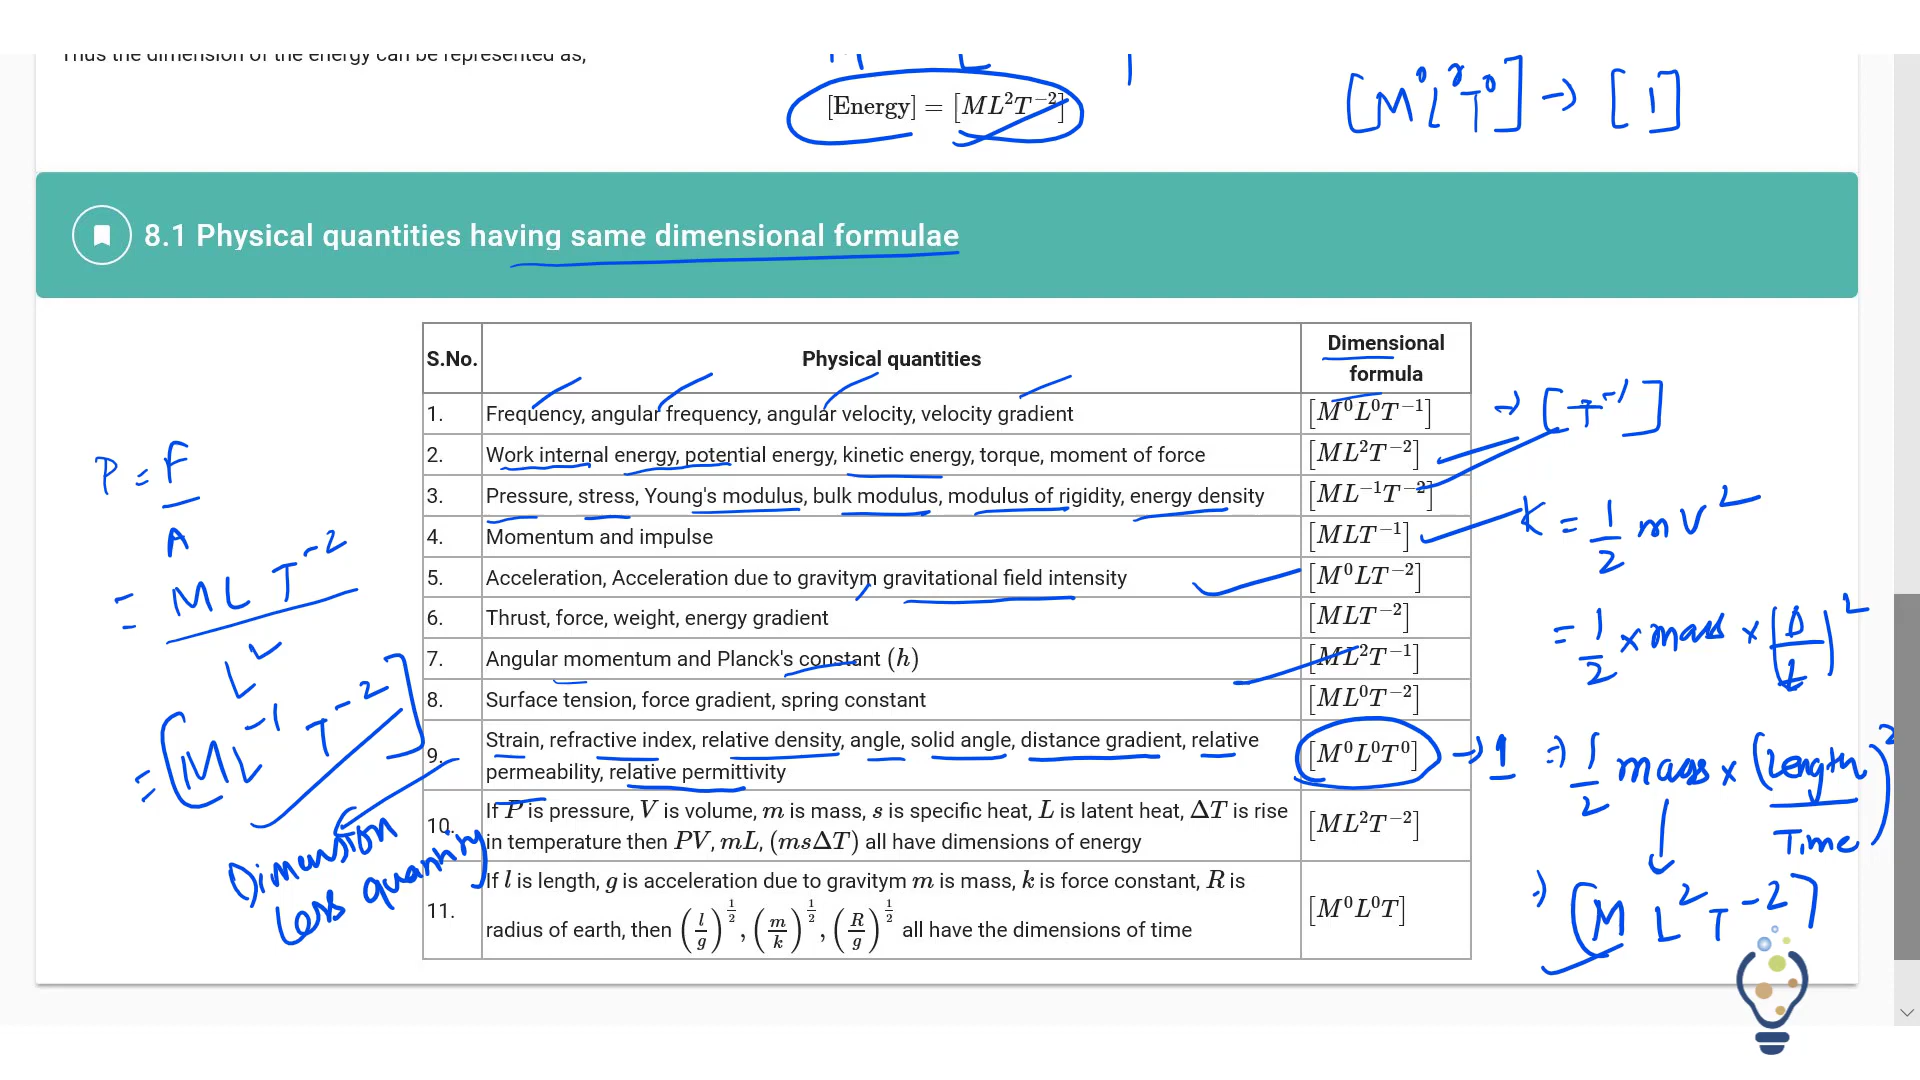 Thus the dimension of the energy can be represented as,
M L T
[Energy] = [ML²T⁻²]
[M⁰L⁰T⁰] → [1]
8.1 Physical quantities having same dimensional formulae
S.No. Physical quantities Dimensional formula
1. Frequency, angular frequency, angular velocity, velocity gradient [M⁰L⁰T⁻¹]
→ [T⁻¹]
2. Work internal energy, potential energy, kinetic energy, torque, moment of force [ML²T⁻²]
3. Pressure, stress, Young's modulus, bulk modulus, modulus of rigidity, energy density [ML⁻¹T⁻²]
4. Momentum and impulse [MLT⁻¹]
5. Acceleration, Acceleration due to gravitym gravitational field intensity [M⁰LT⁻²]
6. Thrust, force, weight, energy gradient [MLT⁻²]
7. Angular momentum and Planck's constant (h) [ML²T⁻¹]
8. Surface tension, force gradient, spring constant [ML⁰T⁻²]
9. Strain, refractive index, relative density, angle, solid angle, distance gradient, relative
permeability, relative permittivity [M⁰L⁰T⁰]
→ 1
10. If P is pressure, V is volume, m is mass, s is specific heat, L is latent heat, ΔT is rise
in temperature then PV, mL, (msΔT) all have dimensions of energy [ML²T⁻²]
11. If l is length, g is acceleration due to gravitym m is mass, k is force constant, R is
radius of earth, then (l/g)^½, (m/k)^½, (R/g)^½ all have the dimensions of time [M⁰L⁰T]
P = F/A
= MLT⁻²/L²
= [ML⁻¹T⁻²]
Dimension
less quantity
K = 1/2 mv²
= 1/2 × mass × (D/t)²
⇒ 1/2 mass × (Length/Time)²
⇒ [ML²T⁻²]